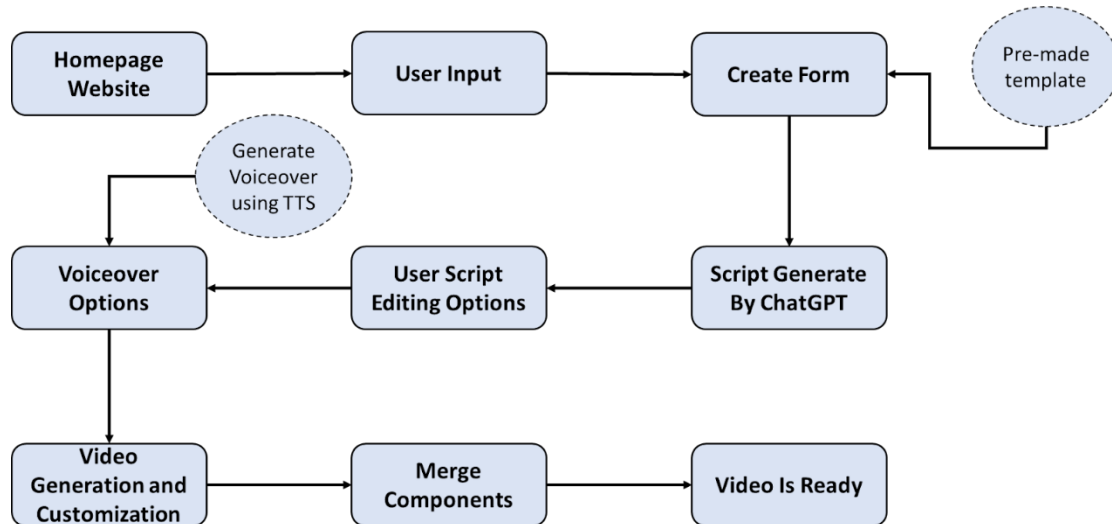 Homepage
Website
User Input
Create Form
Pre-made
template
Generate
Voiceover
using TTS
Voiceover
Options
User Script
Editing Options
Script Generate
By ChatGPT
Video
Generation and
Customization
Merge
Components
Video Is Ready